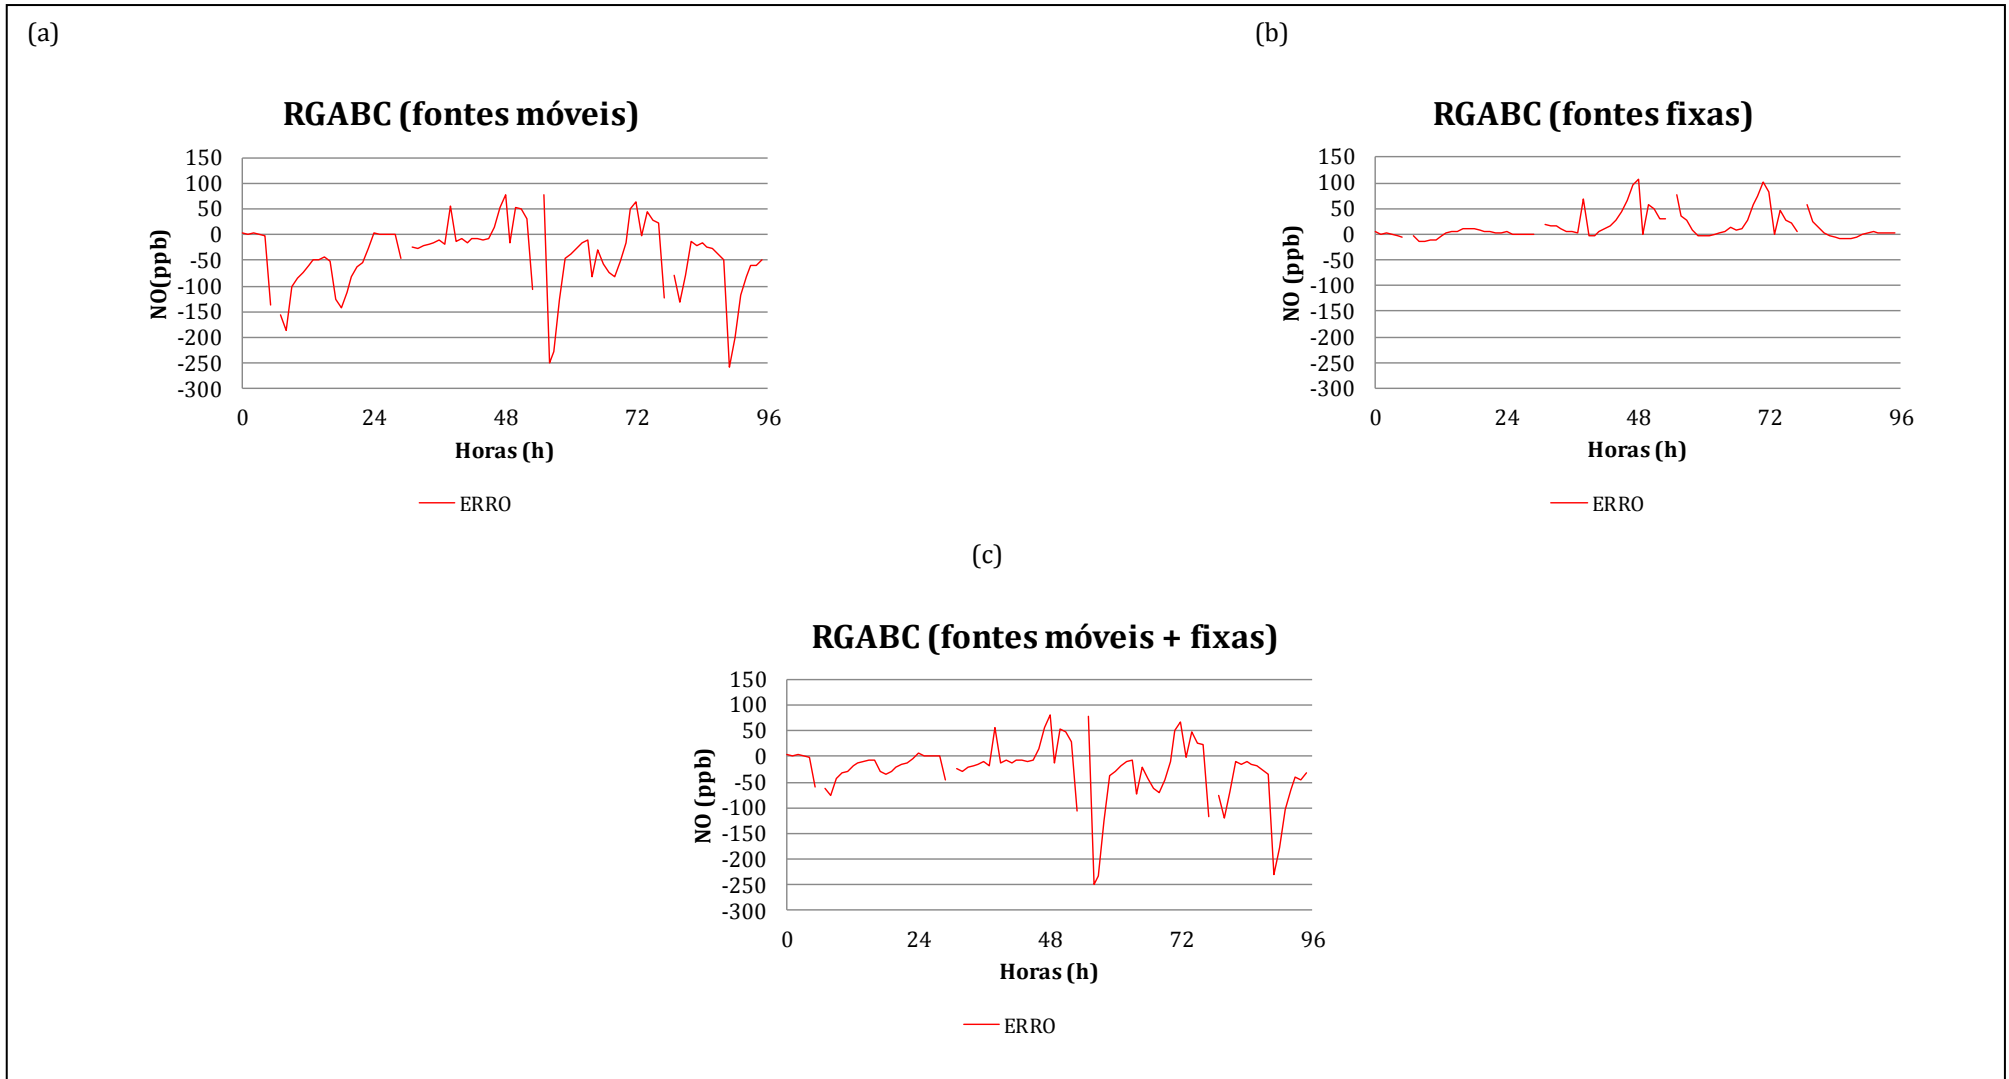 (a)
(b)
RGABC (fontes móveis)
150
100
50
0
-50
-100
-150
-200
-250
-300
NO(ppb)
0 24 48 72 96
Horas (h)
ERRO
RGABC (fontes fixas)
150
100
50
0
-50
-100
-150
-200
-250
-300
NO (ppb)
0 24 48 72 96
Horas (h)
ERRO
(c)
RGABC (fontes móveis + fixas)
150
100
50
0
-50
-100
-150
-200
-250
-300
NO (ppb)
0 24 48 72 96
Horas (h)
ERRO